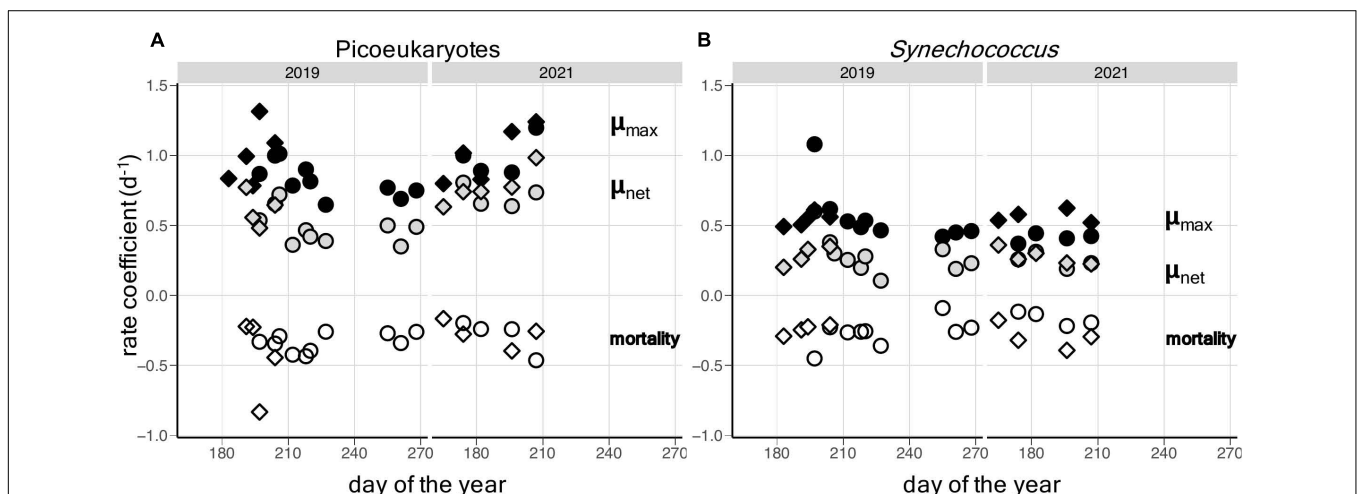 A
Picoeukaryotes
2019
2021
1.5
1.0
0.5
0.0
−0.5
−1.0
rate coefficient (d-1)
μmax
μnet
mortality
180 210 240 270 180 210 240 270
day of the year
B
Synechococcus
2019
2021
1.5
1.0
0.5
0.0
−0.5
−1.0
μmax
μnet
mortality
180 210 240 270 180 210 240 270
day of the year